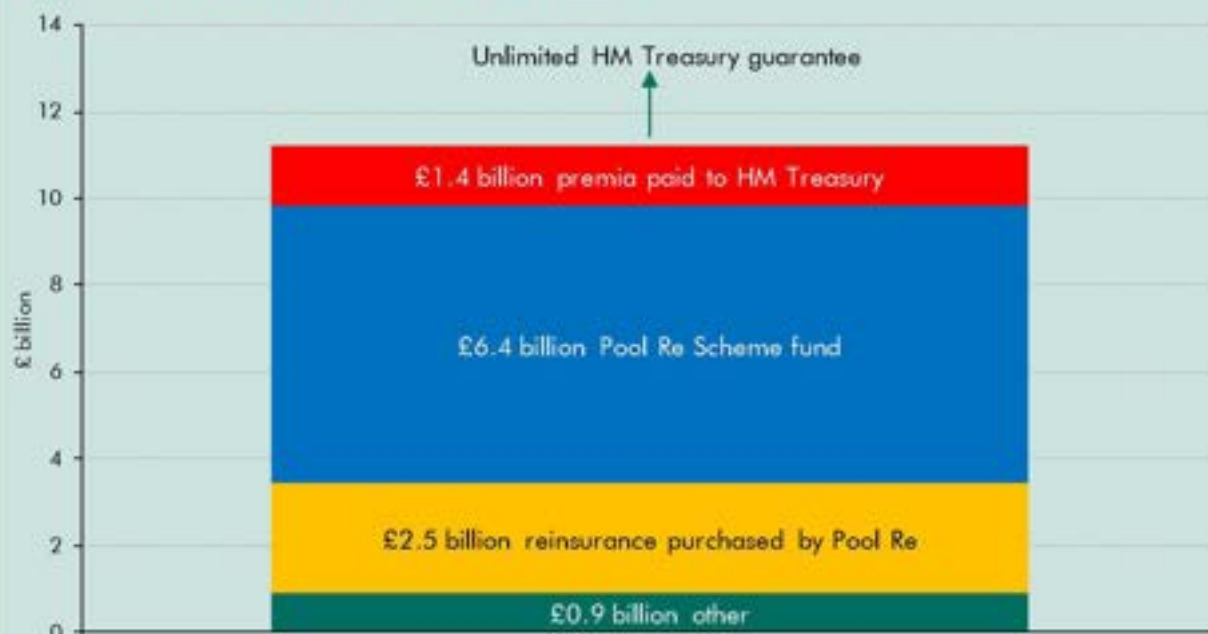 14
Unlimited HM Treasury guarantee
12
£1.4 billion premia paid to HM Treasury
10
8
£ billion
£6.4 billion Pool Re Scheme fund
6
4
£2.5 billion reinsurance purchased by Pool Re
2
£0.9 billion other
0